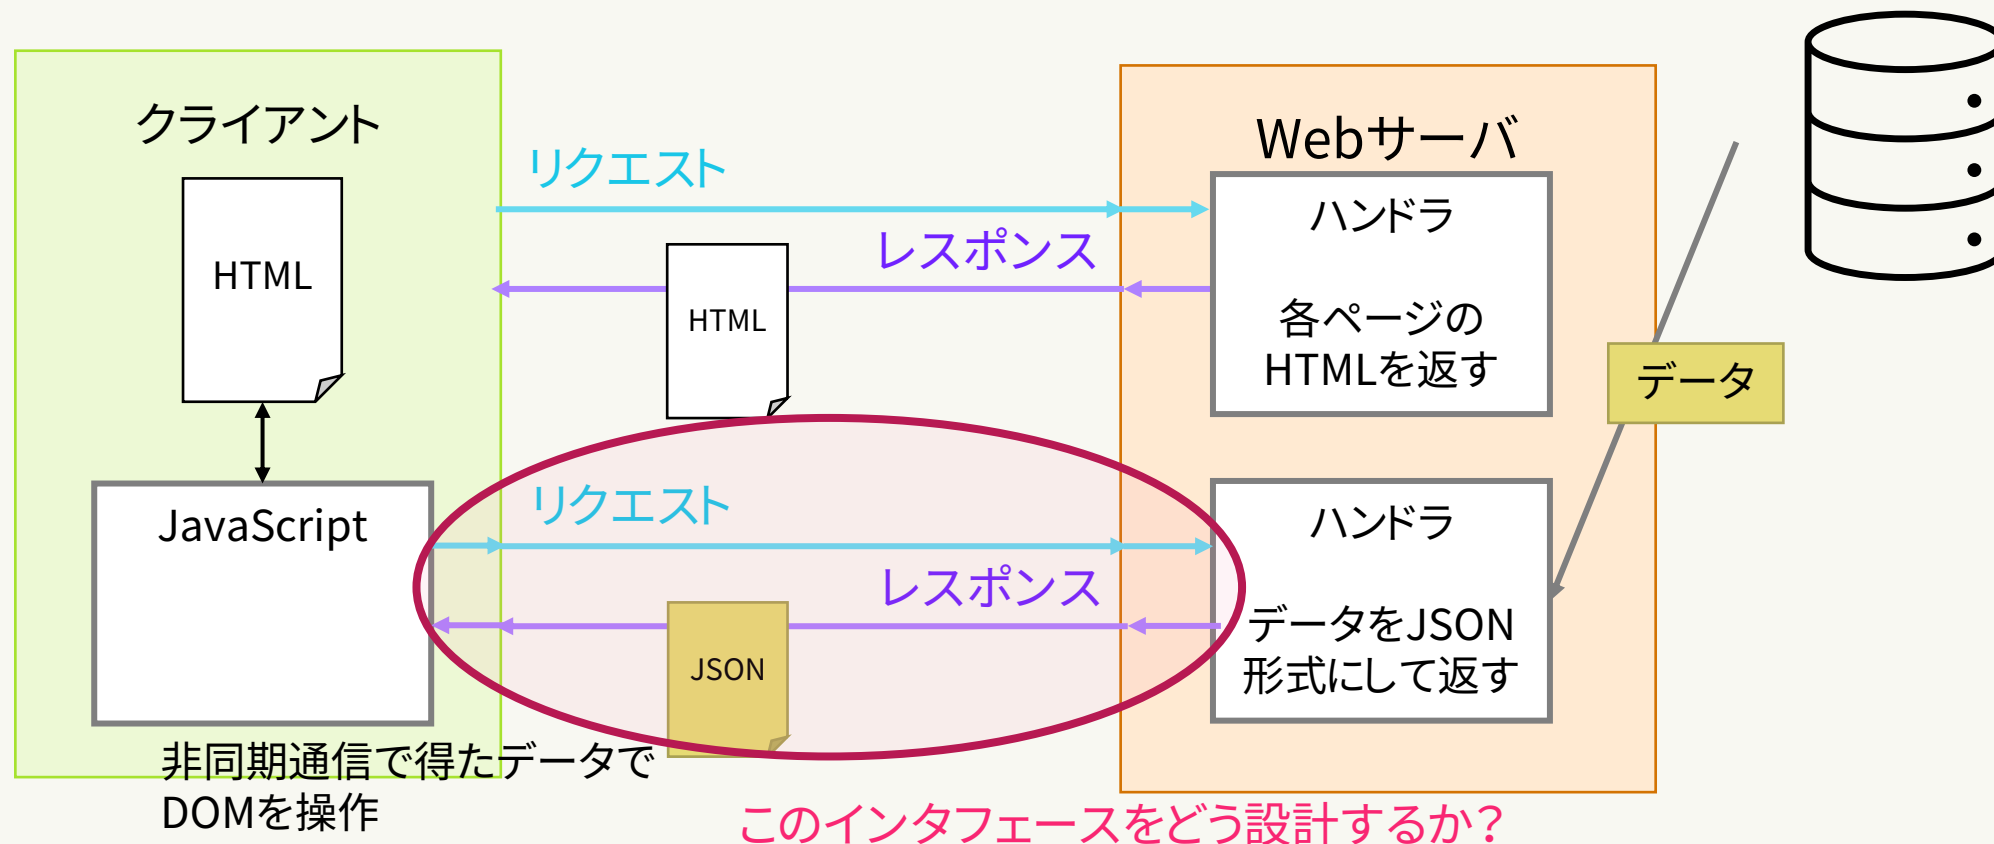 クライアント
HTML
JavaScript
非同期通信で得たデータで
DOMを操作
リクエスト
レスポンス
HTML
リクエスト
レスポンス
JSON
このインタフェースをどう設計するか？
Webサーバ
ハンドラ
各ページの
HTMLを返す
ハンドラ
データをJSON
形式にして返す
データ